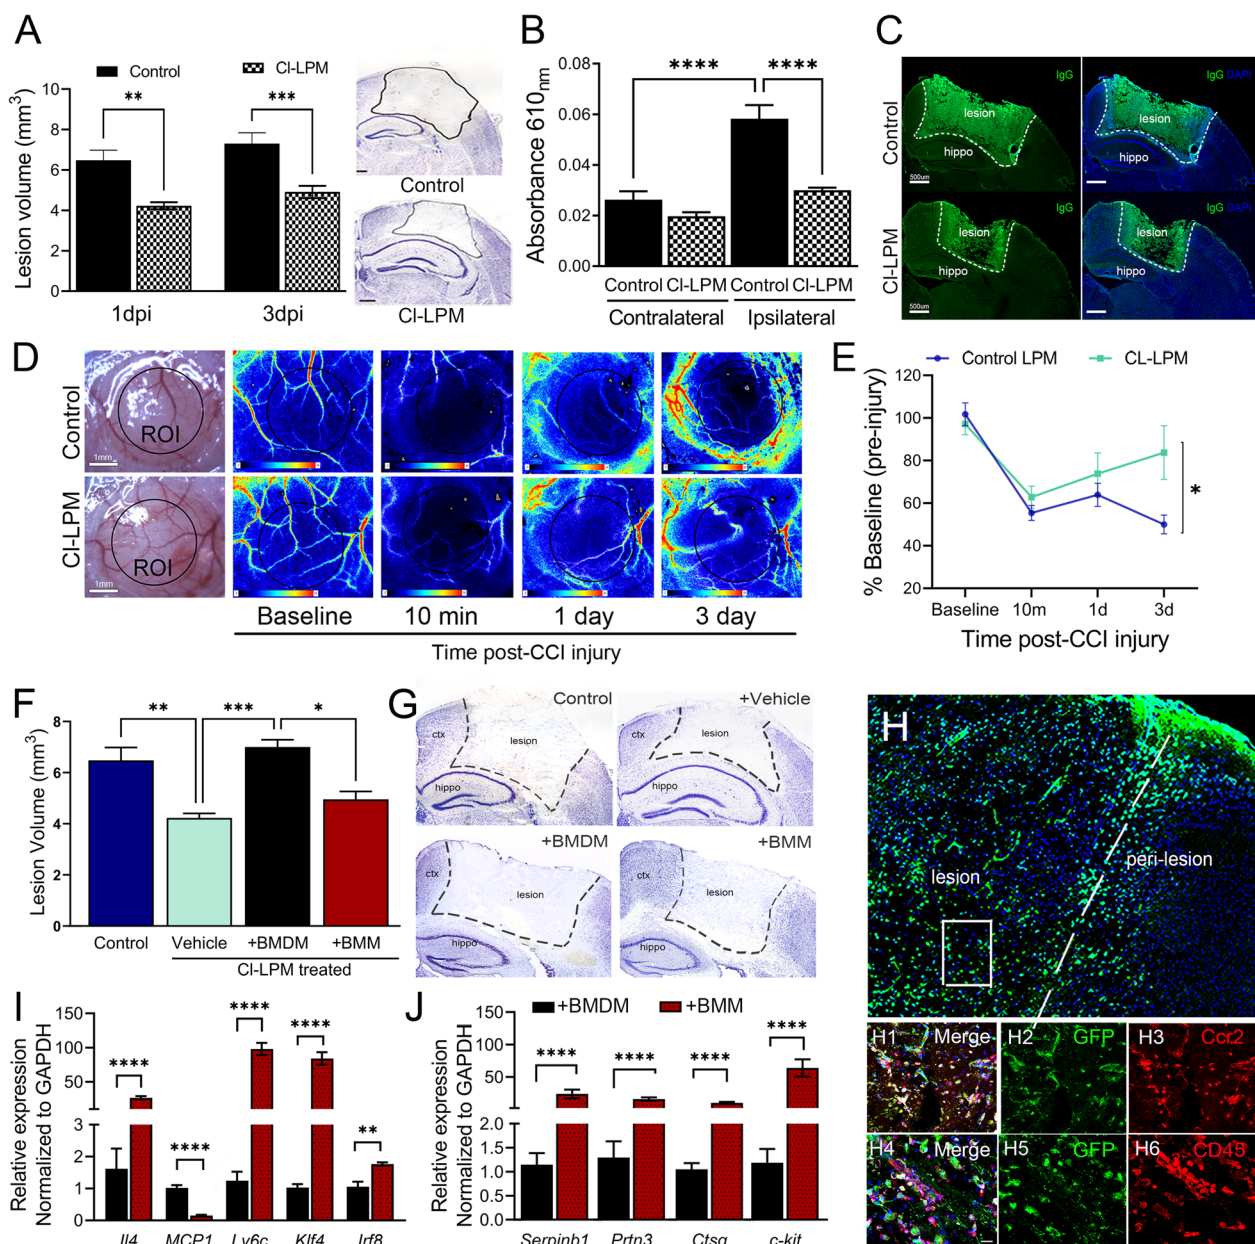 A
Control
Cl-LPM
Lesion volume (mm3)
10
8
6
4
2
0
**
***
1dpi
3dpi
Control
Cl-LPM
B
Absorbance 610nm
0.08
0.06
0.04
0.02
0.00
****
****
Control Cl-LPM Control Cl-LPM
Contralateral
Ipsilateral
C
Control
Cl-LPM
IgG
lesion
hippo
500um
IgG DAPI
lesion
hippo
IgG
lesion
hippo
500um
IgG DAPI
lesion
hippo
D
Control
Cl-LPM
ROI
1mm
ROI
1mm
Baseline
10 min
1 day
3 day
Time post-CCI injury
E
Control LPM
CL-LPM
% Baseline (pre-injury)
120
100
80
60
40
20
*
Baseline
10m
1d
3d
Time post-CCI injury
F
Lesion Volume (mm3)
8
6
4
2
0
**
***
*
Control
Vehicle
+BMDM
+BMM
Cl-LPM treated
G
Control
ctx
lesion
hippo
+Vehicle
ctx
lesion
hippo
+BMDM
ctx
lesion
hippo
+BMM
ctx
lesion
hippo
H
lesion
peri-lesion
H1
Merge
H2
GFP
H3
Ccr2
H4
Merge
H5
GFP
H6
CD45
I
Relative expression
Normalized to GAPDH
150
100
50
3
2
1
0
****
****
****
****
**
Il4
MCP1
Ly6c
Klf4
Irf8
J
+BMDM
+BMM
Relative expression
Normalized to GAPDH
150
100
50
2.0
1.5
1.0
0.5
0.0
****
****
****
****
Serpinb1
Prtn3
Ctsg
c-kit